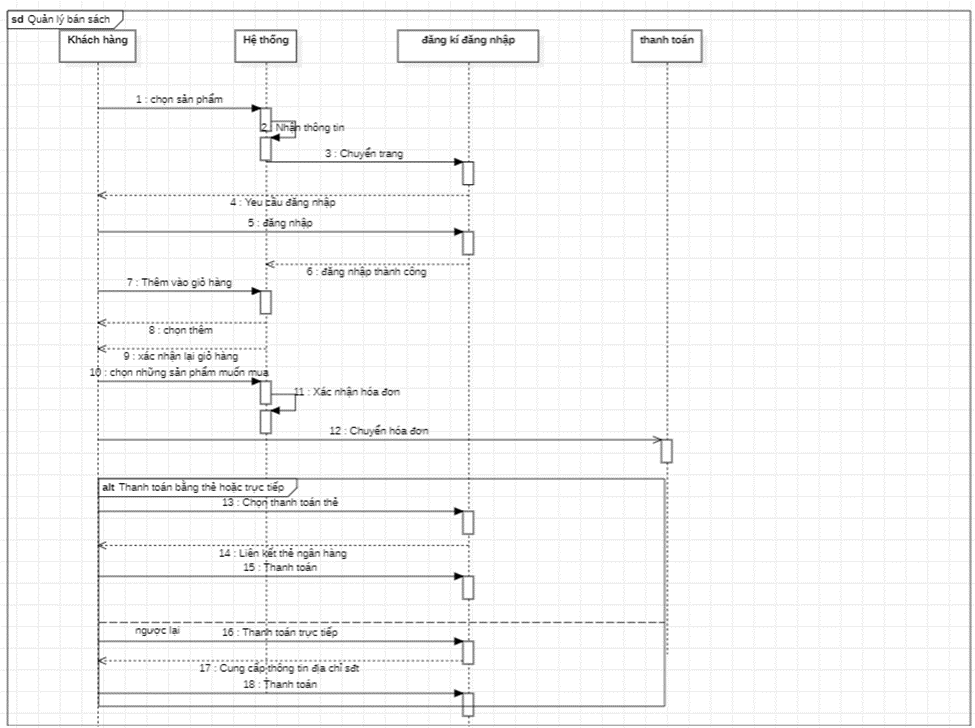 sd Quản lý bán sách
Khách hàng
Hệ thống
đăng kí đăng nhập
thanh toán
1 : chọn sản phẩm
2 : Nhận thông tin
3 : Chuyển trang
4 : Yeu cầu đăng nhập
5 : đăng nhập
6 : đăng nhập thành công
7 : Thêm vào giỏ hàng
8 : chọn thêm
9 : xác nhận lại giỏ hàng
10 : chọn những sản phẩm muốn mua
11 : Xác nhận hóa đơn
12 : Chuyển hóa đơn
alt Thanh toán bằng thẻ hoặc trực tiếp
13 : Chọn thanh toán thẻ
14 : Liên kết thẻ ngân hàng
15 : Thanh toán
ngược lại
16 : Thanh toán trực tiếp
17 : Cung cấp thông tin địa chỉ sđt
18 : Thanh toán